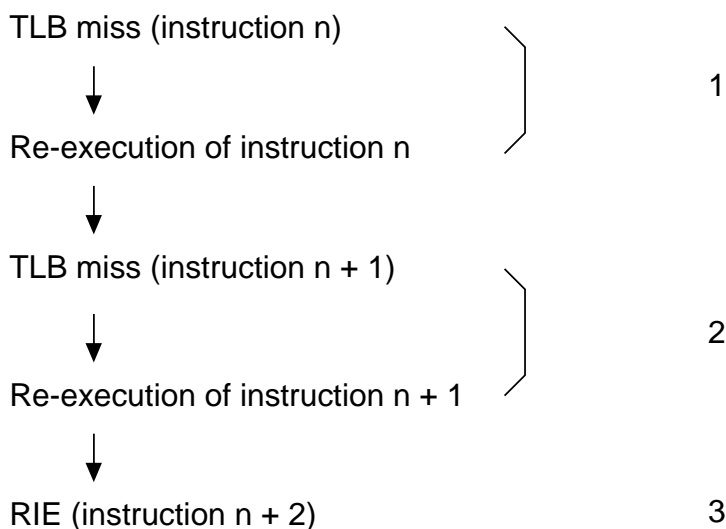 TLB miss (instruction n)
1
Re-execution of instruction n
TLB miss (instruction n + 1)
2
Re-execution of instruction n + 1
RIE (instruction n + 2)
3